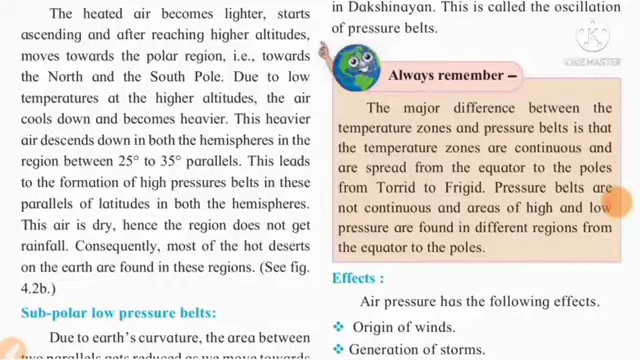 The heated air becomes lighter, starts
ascending and after reaching higher altitudes,
moves towards the polar region, i.e., towards
the North and the South Pole. Due to low
temperatures at the higher altitudes, the air
cools down and becomes heavier. This heavier
air descends down in both the hemispheres in the
region between 25° to 35° parallels. This leads
to the formation of high pressures belts in these
parallels of latitudes in both the hemispheres.
This air is dry, hence the region does not get
rainfall. Consequently, most of the hot deserts
on the earth are found in these regions. (See fig.
4.2b.)
Sub-polar low pressure belts:
Due to earth's curvature, the area between
two parallels gets reduced as we move towards
in Dakshinayan. This is called the oscillation
of pressure belts.
Always remember –
The major difference between the
temperature zones and pressure belts is that
the temperature zones are continuous and
are spread from the equator to the poles
from Torrid to Frigid. Pressure belts are
not continuous and areas of high and low
pressure are found in different regions from
the equator to the poles.
Effects :
Air pressure has the following effects.
❖ Origin of winds.
❖ Generation of storms.
KINEMASTER